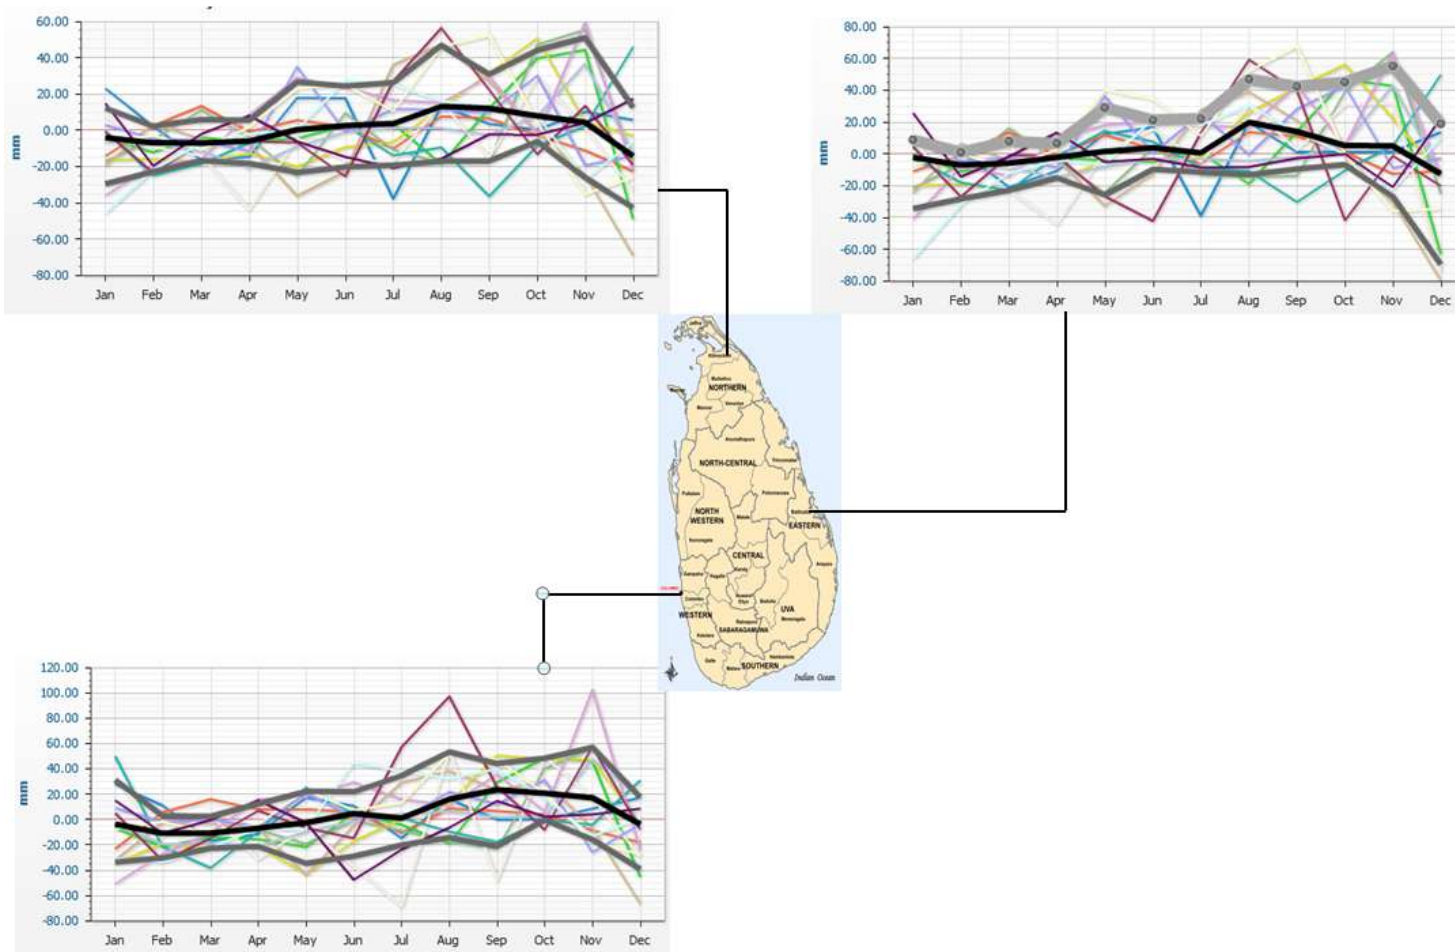 60.00
40.00
20.00
0.00
-20.00
-40.00
-60.00
-80.00
mm
Jan Feb Mar Apr May Jun Jul Aug Sep Oct Nov Dec
80.00
60.00
40.00
20.00
0.00
-20.00
-40.00
-60.00
-80.00
mm
Jan Feb Mar Apr May Jun Jul Aug Sep Oct Nov Dec
NORTHERN
Mannar
NORTH-CENTRAL
NORTH
WESTERN
EASTERN
CENTRAL
Kandy
WESTERN
UVA
SABARAGAMUWA
Galle
SOUTHERN
Indian Ocean
120.00
100.00
80.00
60.00
40.00
20.00
0.00
-20.00
-40.00
-60.00
-80.00
mm
Jan Feb Mar Apr May Jun Jul Aug Sep Oct Nov Dec